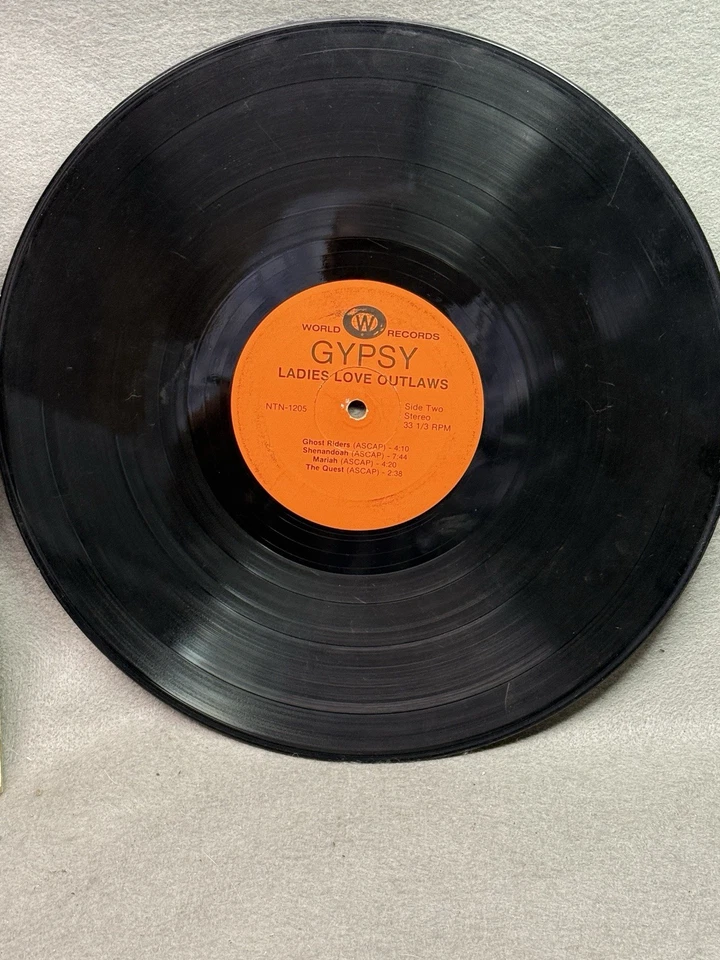 WORLD W RECORDS
GYPSY
LADIES LOVE OUTLAWS
NTN-1205
Side Two
Stereo
33 1/3 RPM
Ghost Riders (ASCAP) - 4:10
Shenandoah (ASCAP) - 7:44
Mariah (ASCAP) - 4:20
The Quest (ASCAP) - 2:38